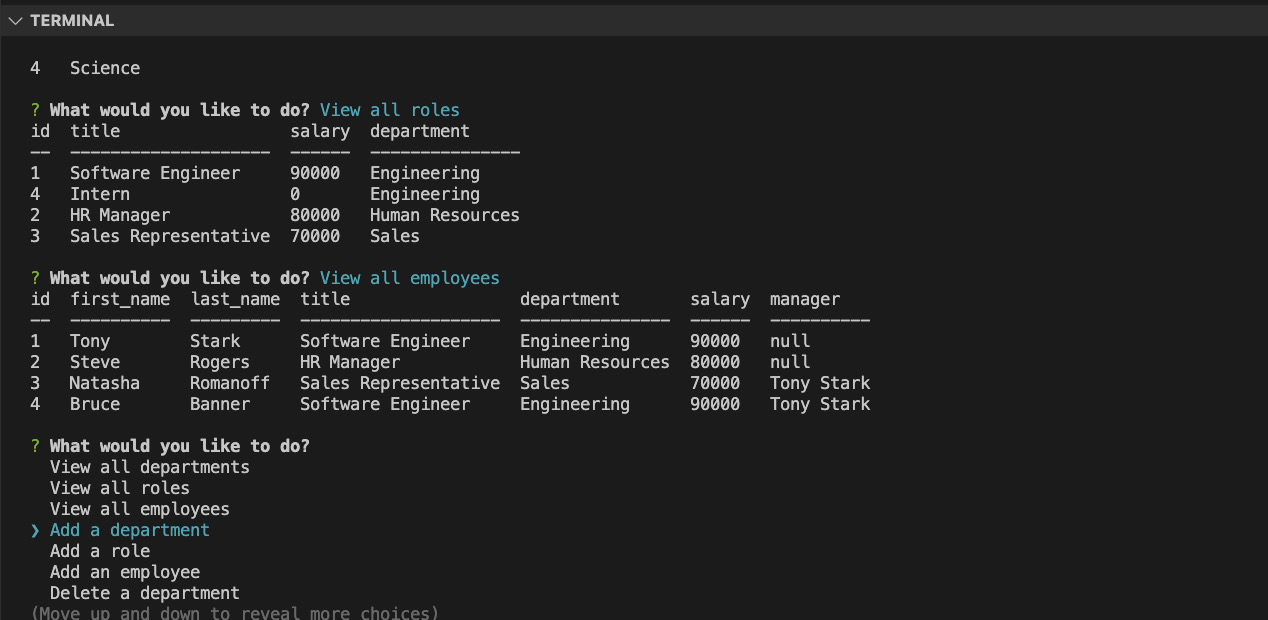 TERMINAL
4   Science
? What would you like to do? View all roles
id  title                 salary  department
--  --------------------  ------  ---------------
1   Software Engineer     90000   Engineering
4   Intern                0       Engineering
2   HR Manager            80000   Human Resources
3   Sales Representative  70000   Sales
? What would you like to do? View all employees
id  first_name  last_name  title                 department       salary  manager
--  ----------  ---------  --------------------  ---------------  ------  ----------
1   Tony        Stark      Software Engineer     Engineering      90000   null
2   Steve       Rogers     HR Manager            Human Resources  80000   null
3   Natasha     Romanoff   Sales Representative  Sales            70000   Tony Stark
4   Bruce       Banner     Software Engineer     Engineering      90000   Tony Stark
? What would you like to do?
  View all departments
  View all roles
  View all employees
❯ Add a department
  Add a role
  Add an employee
  Delete a department
(Move up and down to reveal more choices)